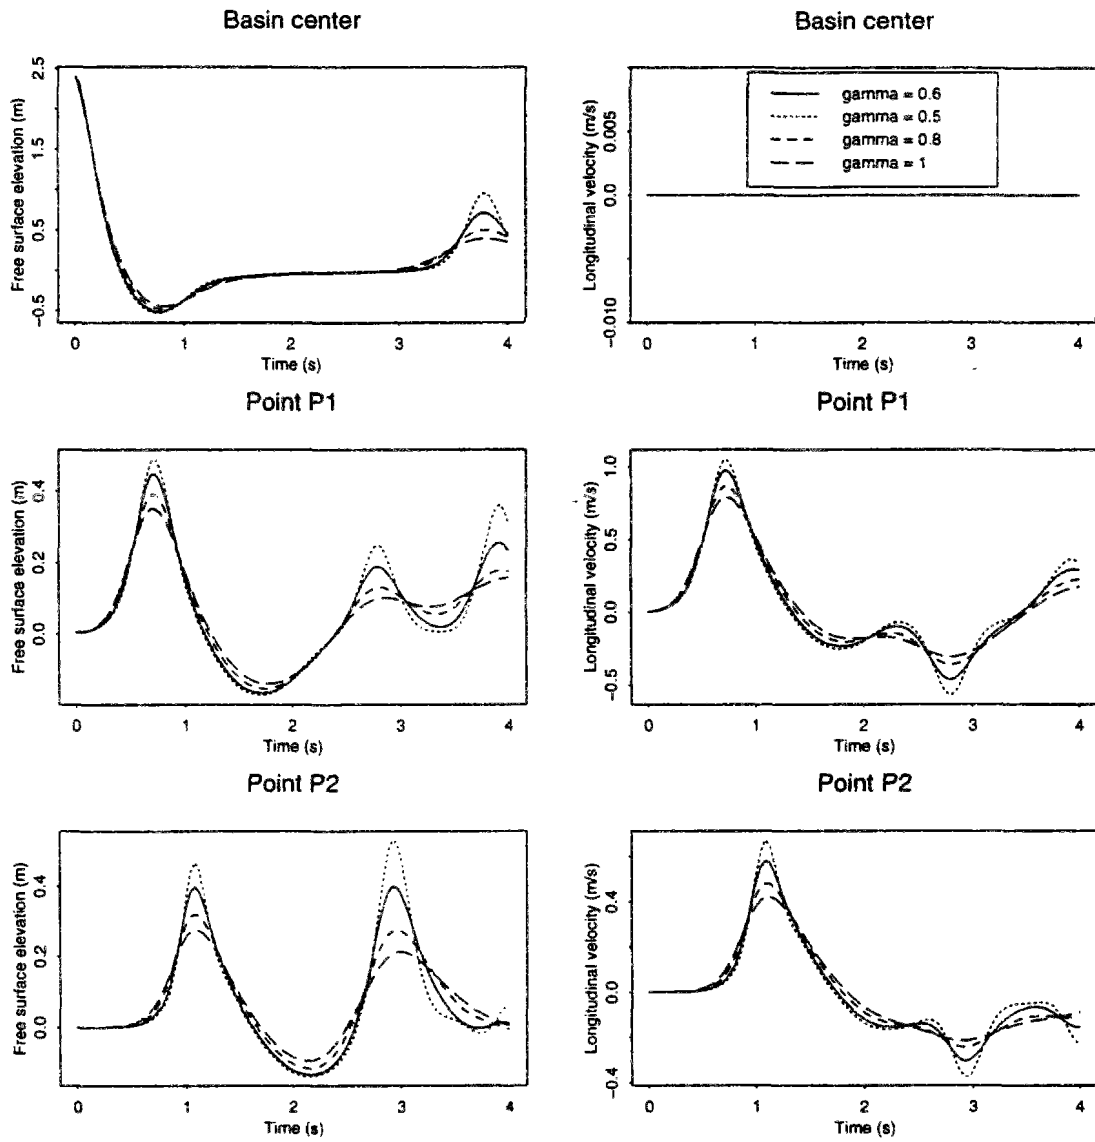 Basin center
Free surface elevation (m)
2.5
1.5
0.5
−0.5
0 1 2 3 4
Time (s)
Basin center
Longitudinal velocity (m/s)
0.005
0.0
−0.010
gamma = 0.6
gamma = 0.5
gamma = 0.8
gamma = 1
0 1 2 3 4
Time (s)
Point P1
Free surface elevation (m)
0.4
0.2
0.0
0 1 2 3 4
Time (s)
Point P1
Longitudinal velocity (m/s)
1.0
0.5
0.0
−0.5
0 1 2 3 4
Time (s)
Point P2
Free surface elevation (m)
0.4
0.2
0.0
0 1 2 3 4
Time (s)
Point P2
Longitudinal velocity (m/s)
0.4
0.0
−0.4
0 1 2 3 4
Time (s)